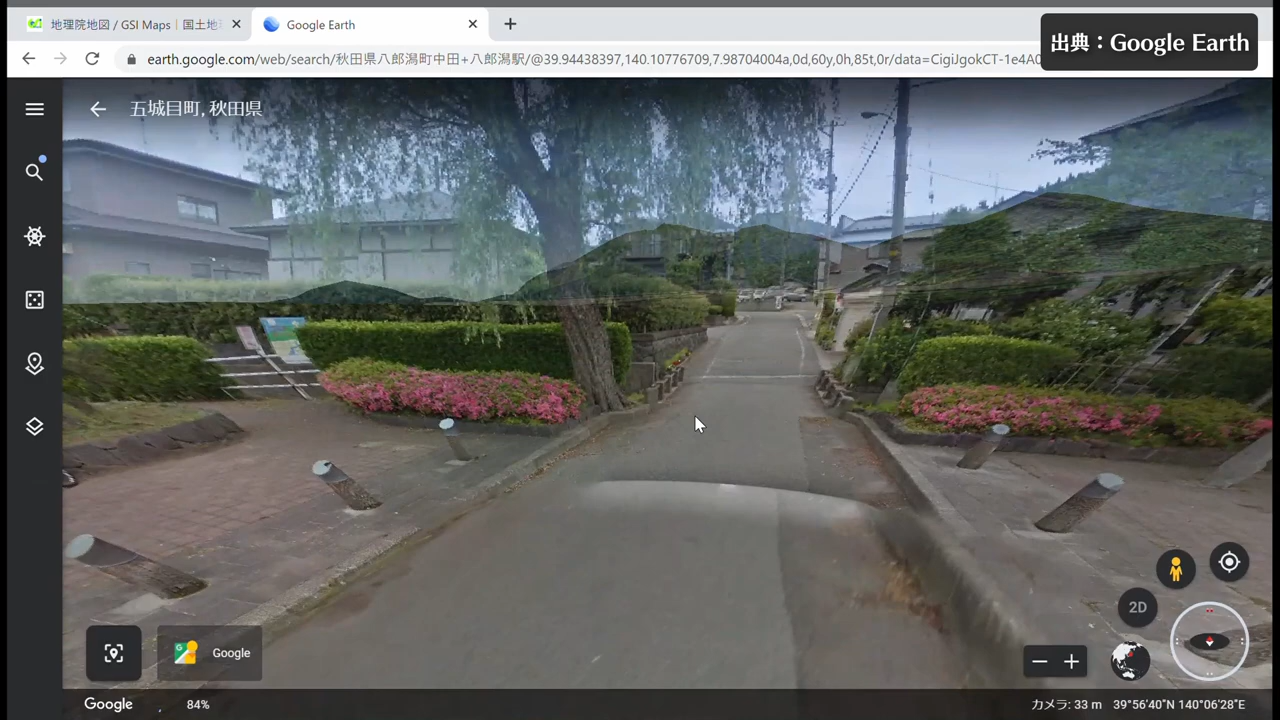 地理院地図 / GSI Maps｜国土地
Google Earth
出典：Google Earth
earth.google.com/web/search/秋田県八郎潟町中田+八郎潟駅/@39.94438397,140.10776709,7.98704004a,0d,60y,0h,85t,0r/data=CigiJgokCT-1e4A0
五城目町, 秋田県
2D
Google
Google
84%
カメラ: 33 m 39°56'40"N 140°06'28"E